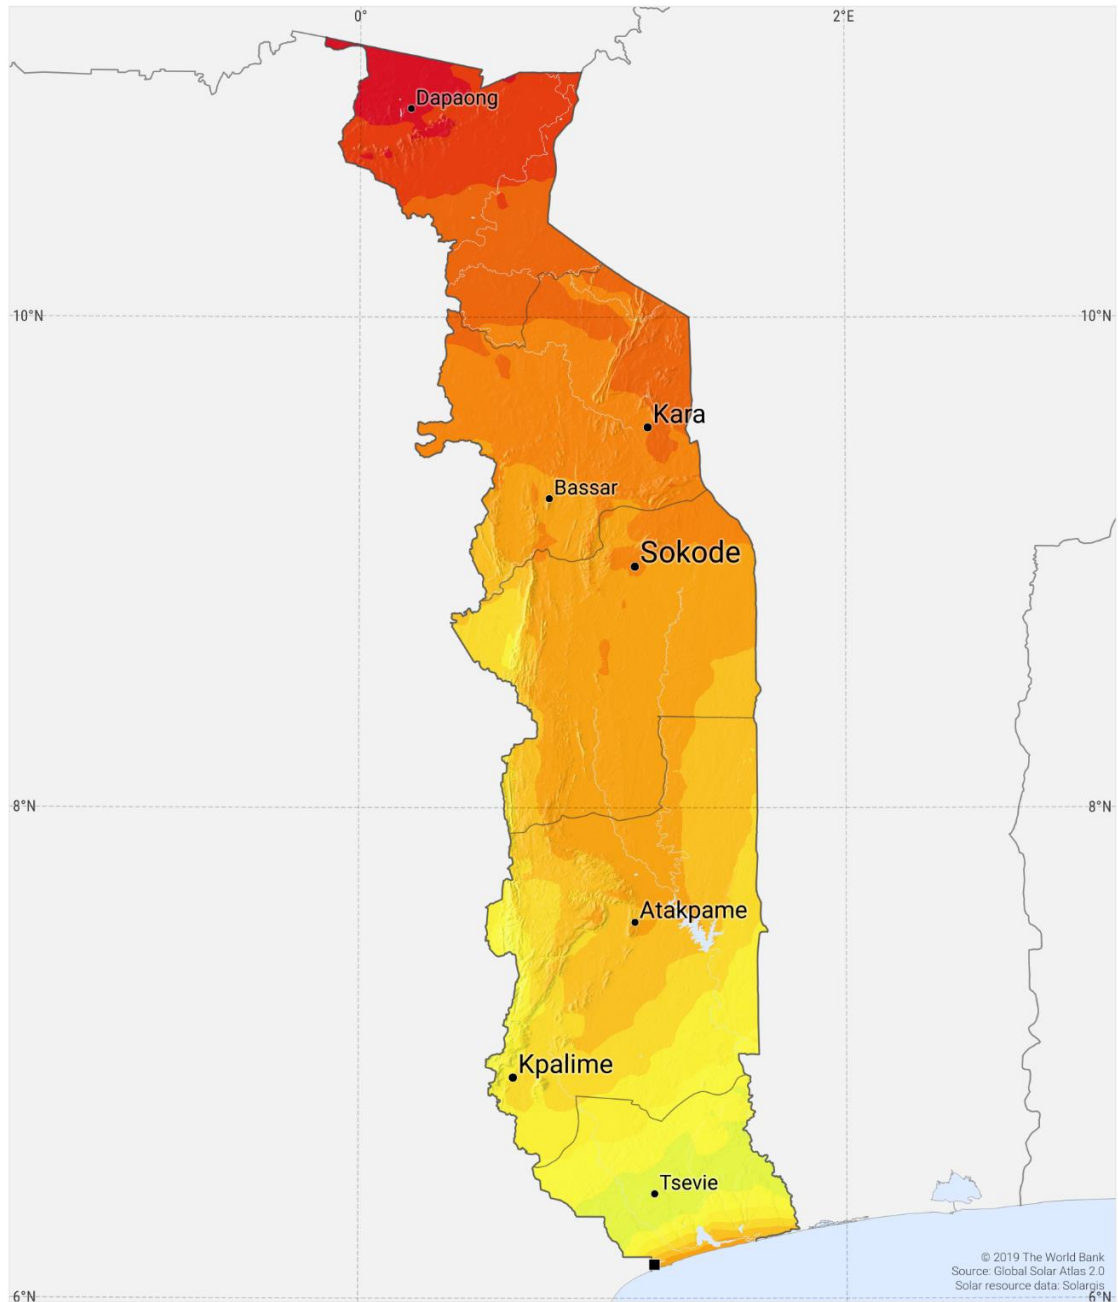 0°
2°E
Dapaong
10°N
10°N
Kara
Bassar
Sokode
8°N
8°N
Atakpame
Kpalime
Tsevie
© 2019 The World Bank
Source: Global Solar Atlas 2.0
Solar resource data: Solargis
6°N
6°N